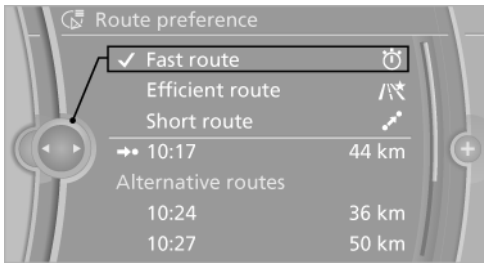 Route preference
Fast route
Efficient route
Short route
10:17 44 km
Alternative routes
10:24 36 km
10:27 50 km